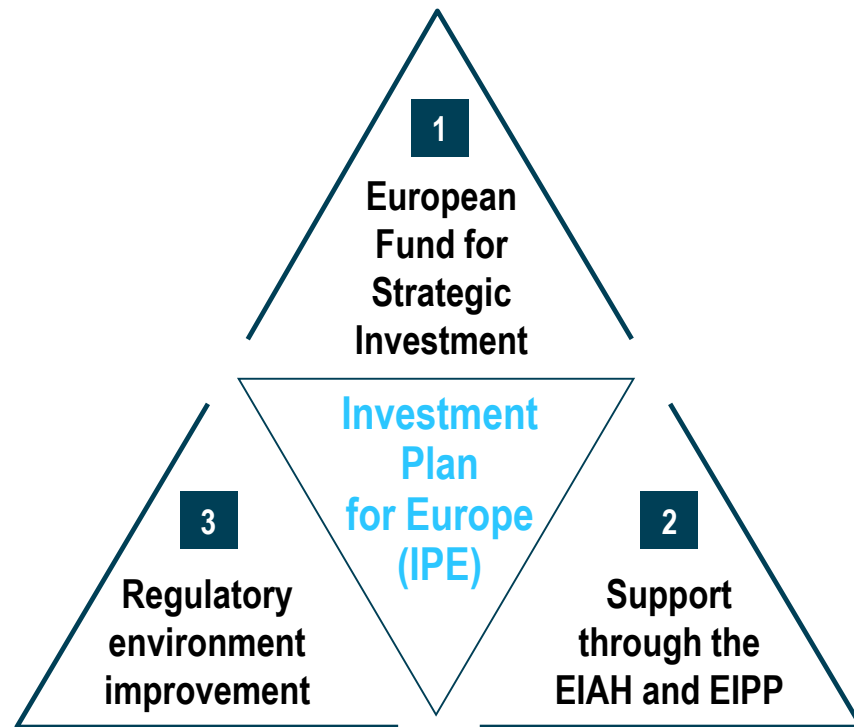 1
European
Fund for
Strategic
Investment
Investment
Plan
for Europe
(IPE)
3
Regulatory
environment
improvement
2
Support
through the
EIAH and EIPP